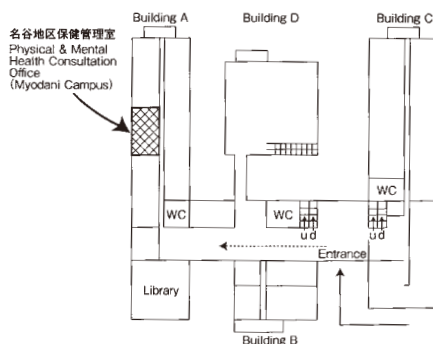 Building A
Building D
Building C
名谷地区保健管理室
Physical & Mental
Health Consultation
Office
(Myodani Campus)
WC
WC
WC
u d
u d
Entrance
Library
Building B